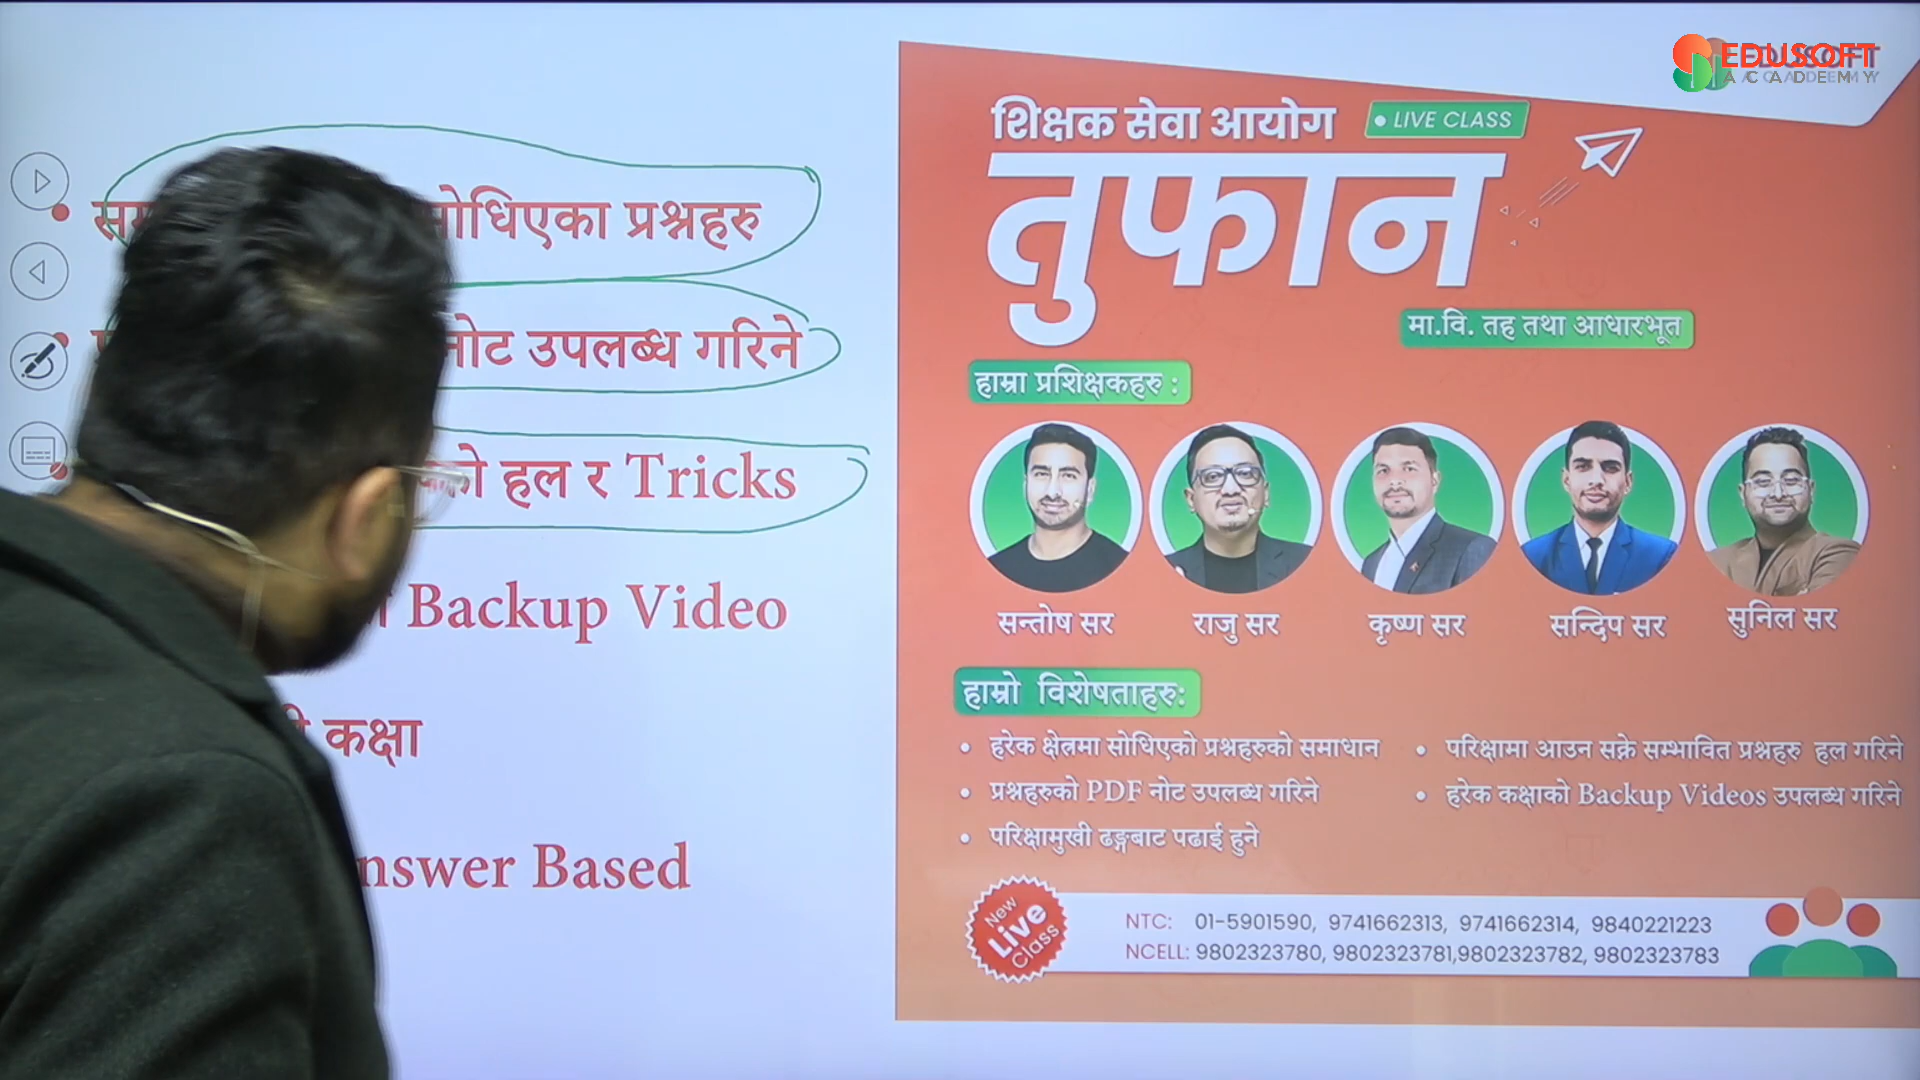 EDUSOFT
ACADEMY
सोधिएका प्रश्नहरु
नोट उपलब्ध गरिने
हल र Tricks
Backup Video
कक्षा
Based
शिक्षक सेवा आयोग
• LIVE CLASS
तुफान
मा.वि. तह तथा आधारभूत
हाम्रा प्रशिक्षकहरु :
सन्तोष सर
राजु सर
कृष्ण सर
सन्दिप सर
सुनिल सर
हाम्रो विशेषताहरु:
• हरेक क्षेत्रमा सोधिएको प्रश्नहरुको समाधान
• प्रश्नहरुको PDF नोट उपलब्ध गरिने
• परिक्षामुखी ढङ्गबाट पढाई हुने
• परिक्षामा आउन सक्ने सम्भावित प्रश्नहरु हल गरिने
• हरेक कक्षाको Backup Videos उपलब्ध गरिने
New
Live
Class
NTC: 01-5901590, 9741662313, 9741662314, 9840221223
NCELL: 9802323780, 9802323781,9802323782, 9802323783